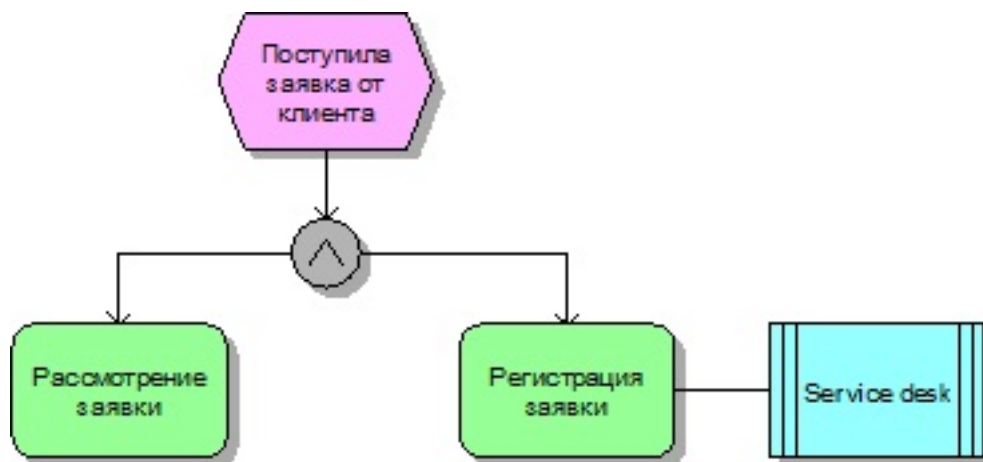 Поступила
заявка от
клиента
Рассмотрение
заявки
Регистрация
заявки
Service desk